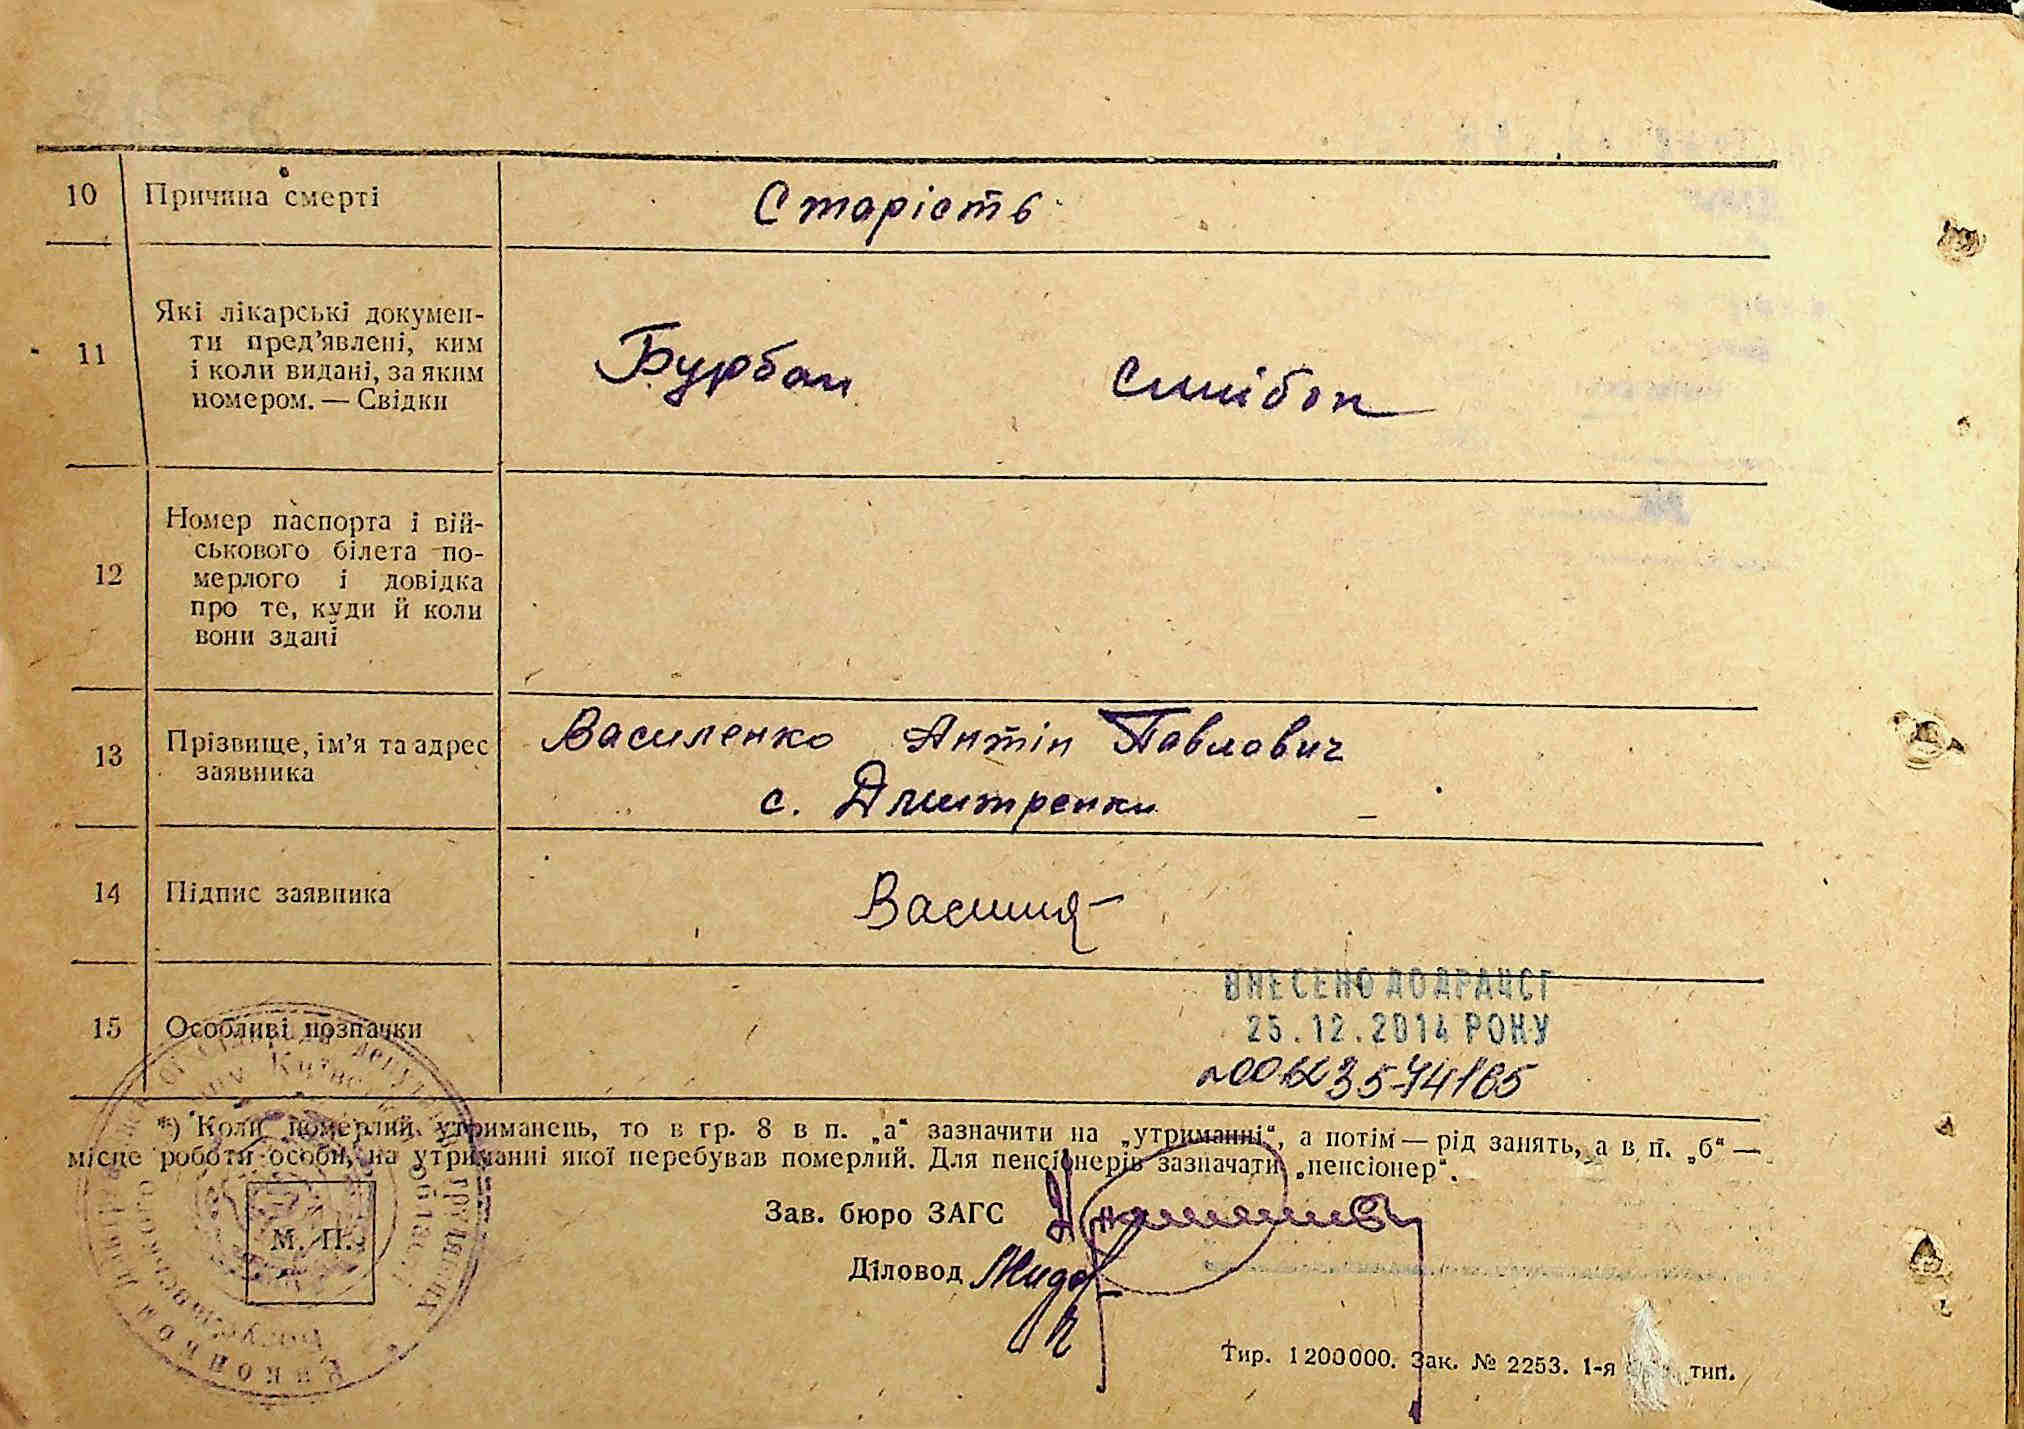 10 Причина смерті Старість
11 Які лікарські докумен-
ти пред’явлені, ким
і коли видані, за яким
номером. — Свідки
Бурбан
12 Номер паспорта і вій-
ськового білета по-
мерлого і довідка
про те, куди й коли
вони здані
13 Прізвище, ім’я та адрес
заявника
Василенко Антін Павлович
с. Дмитренки
14 Підпис заявника
15 Особливі позначки
ВНЕСЕНО ДО ДРАЦСГ
25.12.2014 РОКУ
*) Коли померлий утриманець, то в гр. 8 в п. „а“ зазначити на „утриманні“, а потім — рід занять, а в п. „б“ —
місце роботи особи, на утриманні якої перебував померлий. Для пенсіонерів зазначати „пенсіонер“.
Зав. бюро ЗАГС
М. П.
Діловод
Тир. 1200000. Зак. № 2253. 1-я тип.